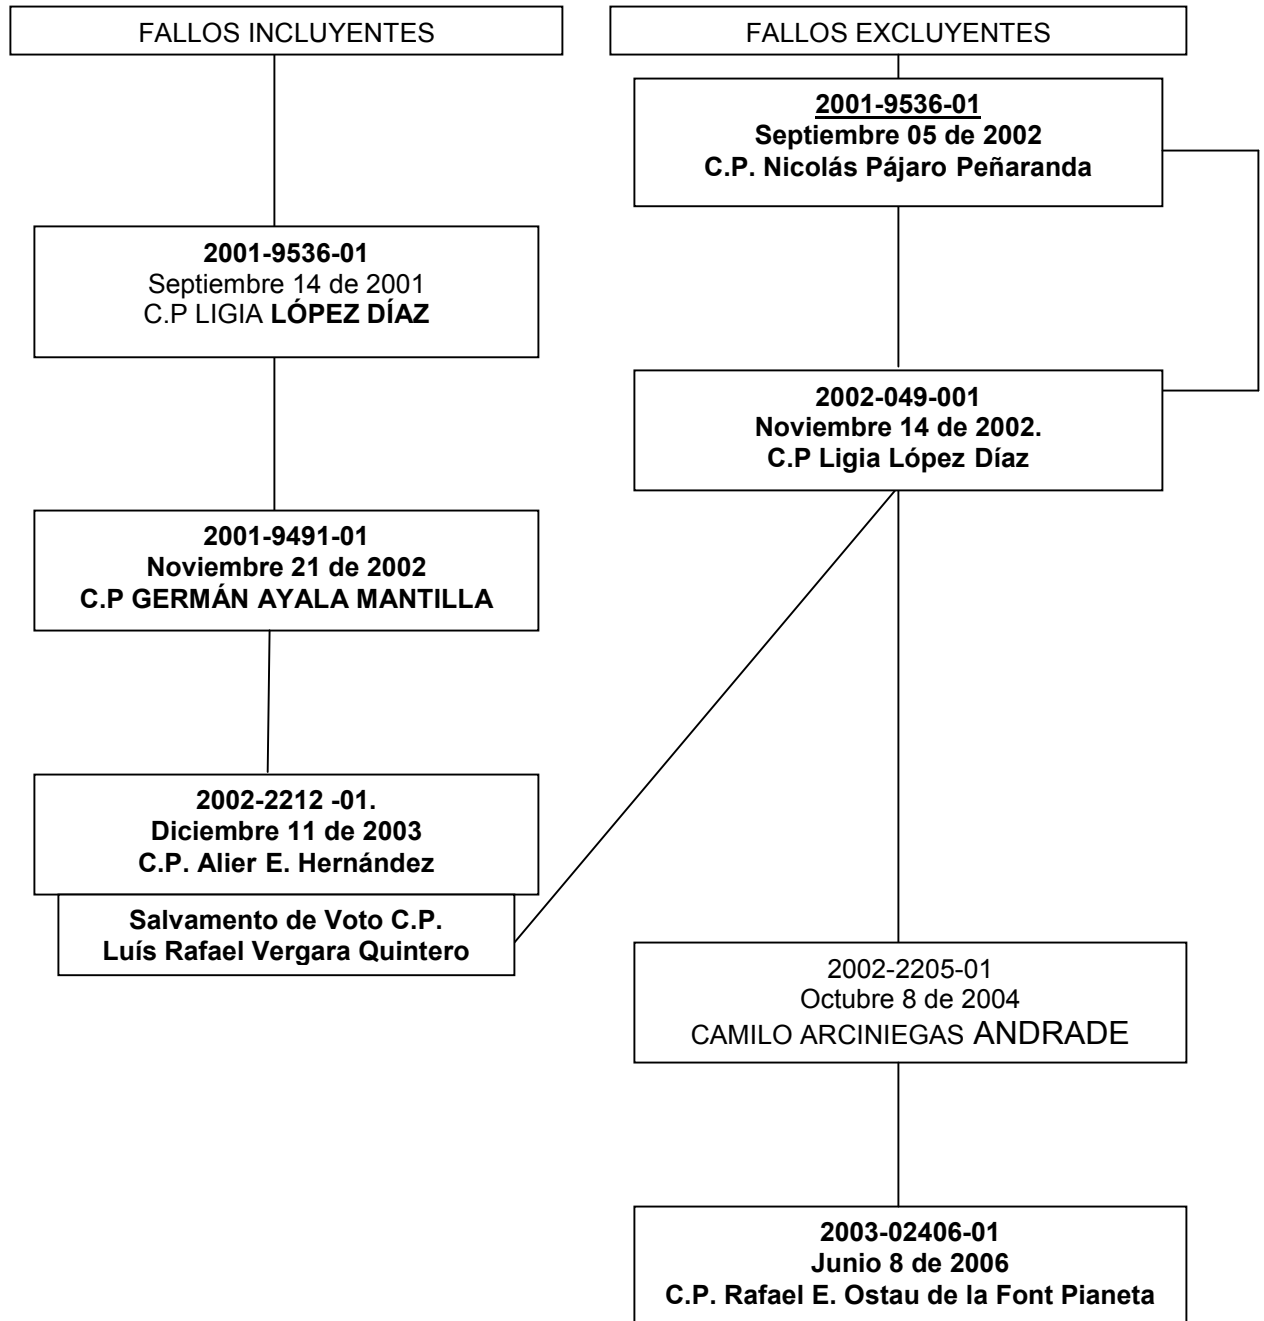 FALLOS INCLUYENTES
FALLOS EXCLUYENTES
2001-9536-01
Septiembre 05 de 2002
C.P. Nicolás Pájaro Peñaranda
2001-9536-01
Septiembre 14 de 2001
C.P LIGIA LÓPEZ DÍAZ
2002-049-001
Noviembre 14 de 2002.
C.P Ligia López Díaz
2001-9491-01
Noviembre 21 de 2002
C.P GERMÁN AYALA MANTILLA
2002-2212 -01.
Diciembre 11 de 2003
C.P. Alier E. Hernández
Salvamento de Voto C.P.
Luís Rafael Vergara Quintero
2002-2205-01
Octubre 8 de 2004
CAMILO ARCINIEGAS ANDRADE
2003-02406-01
Junio 8 de 2006
C.P. Rafael E. Ostau de la Font Pianeta